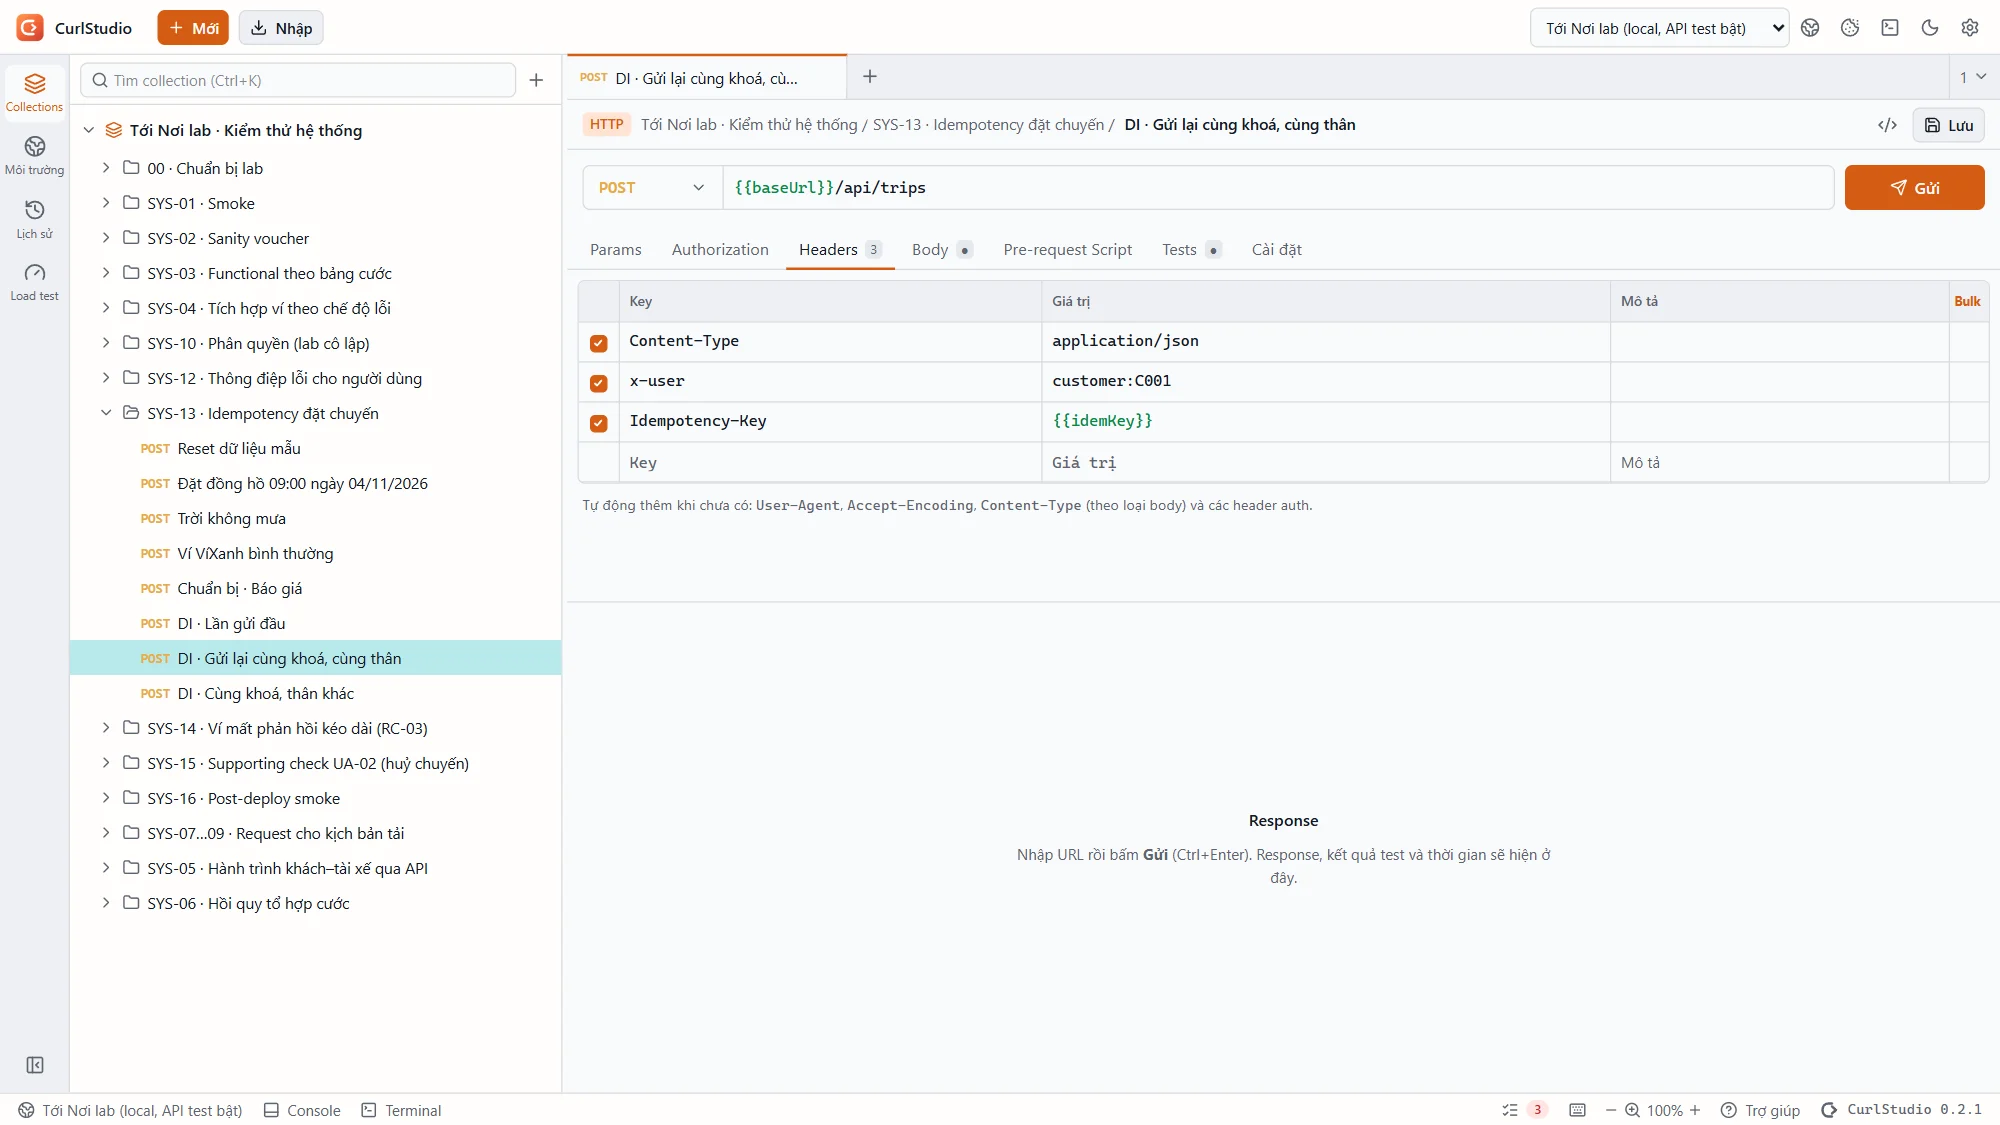 CurlStudio
Mới
Nhập
Tới Nơi lab (local, API test bật)
Collections
Môi trường
Lịch sử
Load test
Tìm collection (Ctrl+K)
Tới Nơi lab · Kiểm thử hệ thống
00 · Chuẩn bị lab
SYS-01 · Smoke
SYS-02 · Sanity voucher
SYS-03 · Functional theo bảng cước
SYS-04 · Tích hợp ví theo chế độ lỗi
SYS-10 · Phân quyền (lab cô lập)
SYS-12 · Thông điệp lỗi cho người dùng
SYS-13 · Idempotency đặt chuyến
POST Reset dữ liệu mẫu
POST Đặt đồng hồ 09:00 ngày 04/11/2026
POST Trời không mưa
POST Ví VíXanh bình thường
POST Chuẩn bị · Báo giá
POST DI · Lần gửi đầu
POST DI · Gửi lại cùng khoá, cùng thân
POST DI · Cùng khoá, thân khác
SYS-14 · Ví mất phản hồi kéo dài (RC-03)
SYS-15 · Supporting check UA-02 (huỷ chuyến)
SYS-16 · Post-deploy smoke
SYS-07…09 · Request cho kịch bản tải
SYS-05 · Hành trình khách–tài xế qua API
SYS-06 · Hồi quy tổ hợp cước
POST DI · Gửi lại cùng khoá, cù...
1
HTTP Tới Nơi lab · Kiểm thử hệ thống / SYS-13 · Idempotency đặt chuyến / DI · Gửi lại cùng khoá, cùng thân
Lưu
POST {{baseUrl}}/api/trips
Gửi
Params Authorization Headers 3 Body Pre-request Script Tests Cài đặt
Key Giá trị Mô tả Bulk
Content-Type application/json
x-user customer:C001
Idempotency-Key {{idemKey}}
Key Giá trị Mô tả
Tự động thêm khi chưa có: User-Agent, Accept-Encoding, Content-Type (theo loại body) và các header auth.
Response
Nhập URL rồi bấm Gửi (Ctrl+Enter). Response, kết quả test và thời gian sẽ hiện ở
đây.
Tới Nơi lab (local, API test bật) Console Terminal
3 100% Trợ giúp CurlStudio 0.2.1